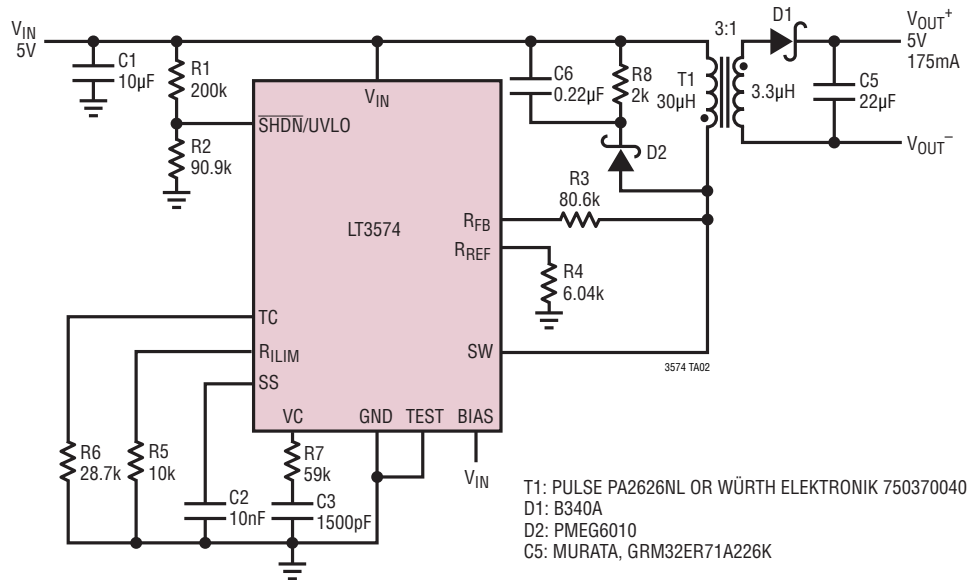 VIN
5V
C1
10µF
R1
200k
R2
90.9k
VIN
SHDN/UVLO
LT3574
RFB
RREF
SW
TC
RILIM
SS
VC
GND
TEST
BIAS
VIN
C6
0.22µF
R8
2k
D2
R3
80.6k
R4
6.04k
T1
30µH
3:1
3.3µH
D1
C5
22µF
VOUT+
5V
175mA
VOUT–
3574 TA02
R6
28.7k
R5
10k
C2
10nF
R7
59k
C3
1500pF
T1: PULSE PA2626NL OR WÜRTH ELEKTRONIK 750370040
D1: B340A
D2: PMEG6010
C5: MURATA, GRM32ER71A226K